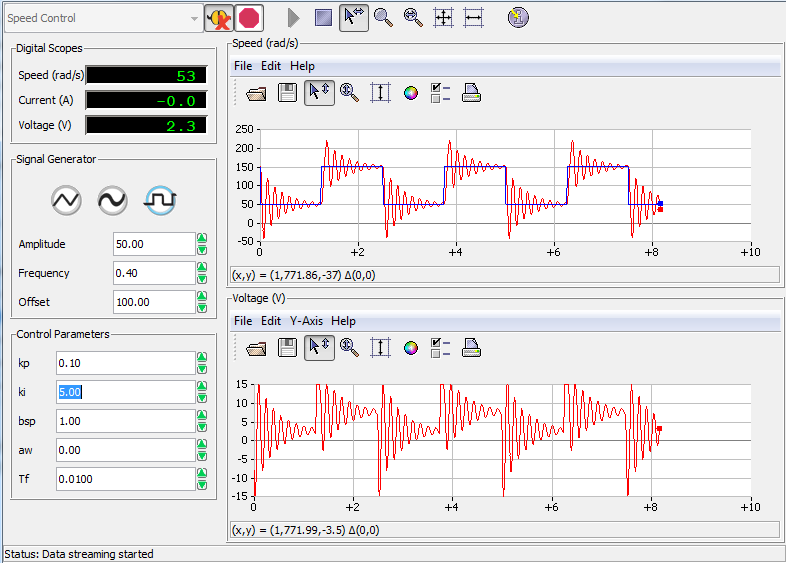 Speed Control
Digital Scopes
Speed (rad/s) 53
Current (A) -0.0
Voltage (V) 2.3
Signal Generator
Amplitude 50.00
Frequency 0.40
Offset 100.00
Control Parameters
kp 0.10
ki 5.00
bsp 1.00
aw 0.00
Tf 0.0100
Speed (rad/s)
File Edit Help
250
200
150
100
50
0
-50
0 +2 +4 +6 +8 +10
(x,y) = (1,771.86,-37) Δ(0,0)
Voltage (V)
File Edit Y-Axis Help
15
10
5
0
-5
-10
-15
0 +2 +4 +6 +8 +10
(x,y) = (1,771.99,-3.5) Δ(0,0)
Status: Data streaming started